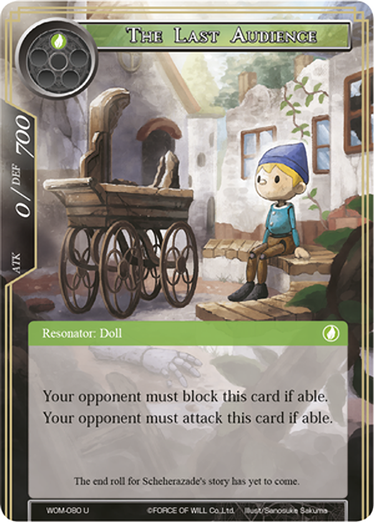 The Last Audience
ATK 0 / DEF 700
Resonator: Doll
Your opponent must block this card if able.
Your opponent must attack this card if able.
The end roll for Scheherazade's story has yet to come.
WOM-080 U ©FORCE OF WILL Co.,Ltd. Illust/Sanosuke Sakuma